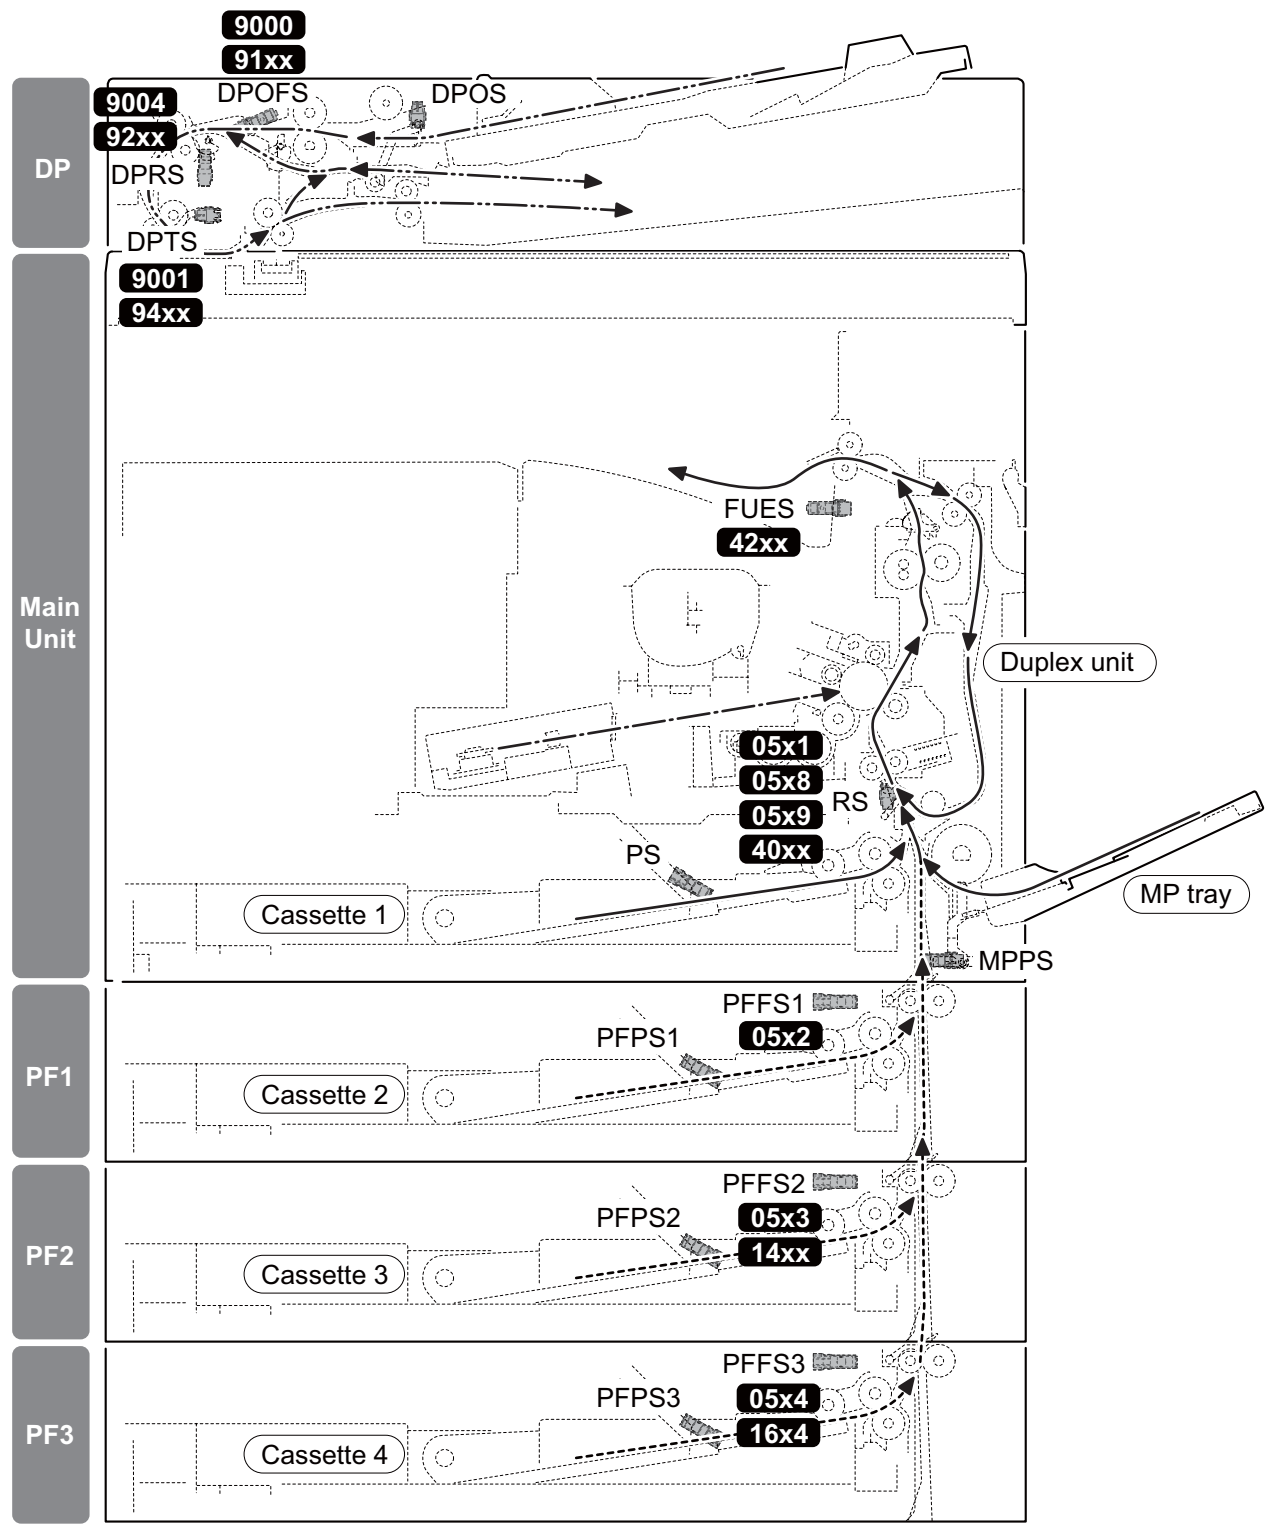 9000
91xx
DPOFS
DPOS
9004
92xx
DP
DPRS
DPTS
9001
94xx
FUES
42xx
Main
Unit
Duplex unit
05x1
05x8
RS
05x9
40xx
PS
Cassette 1
MP tray
MPPS
PFFS1
05x2
PFPS1
PF1
Cassette 2
PFFS2
05x3
PFPS2
14xx
PF2
Cassette 3
PFFS3
05x4
PFPS3
16x4
PF3
Cassette 4